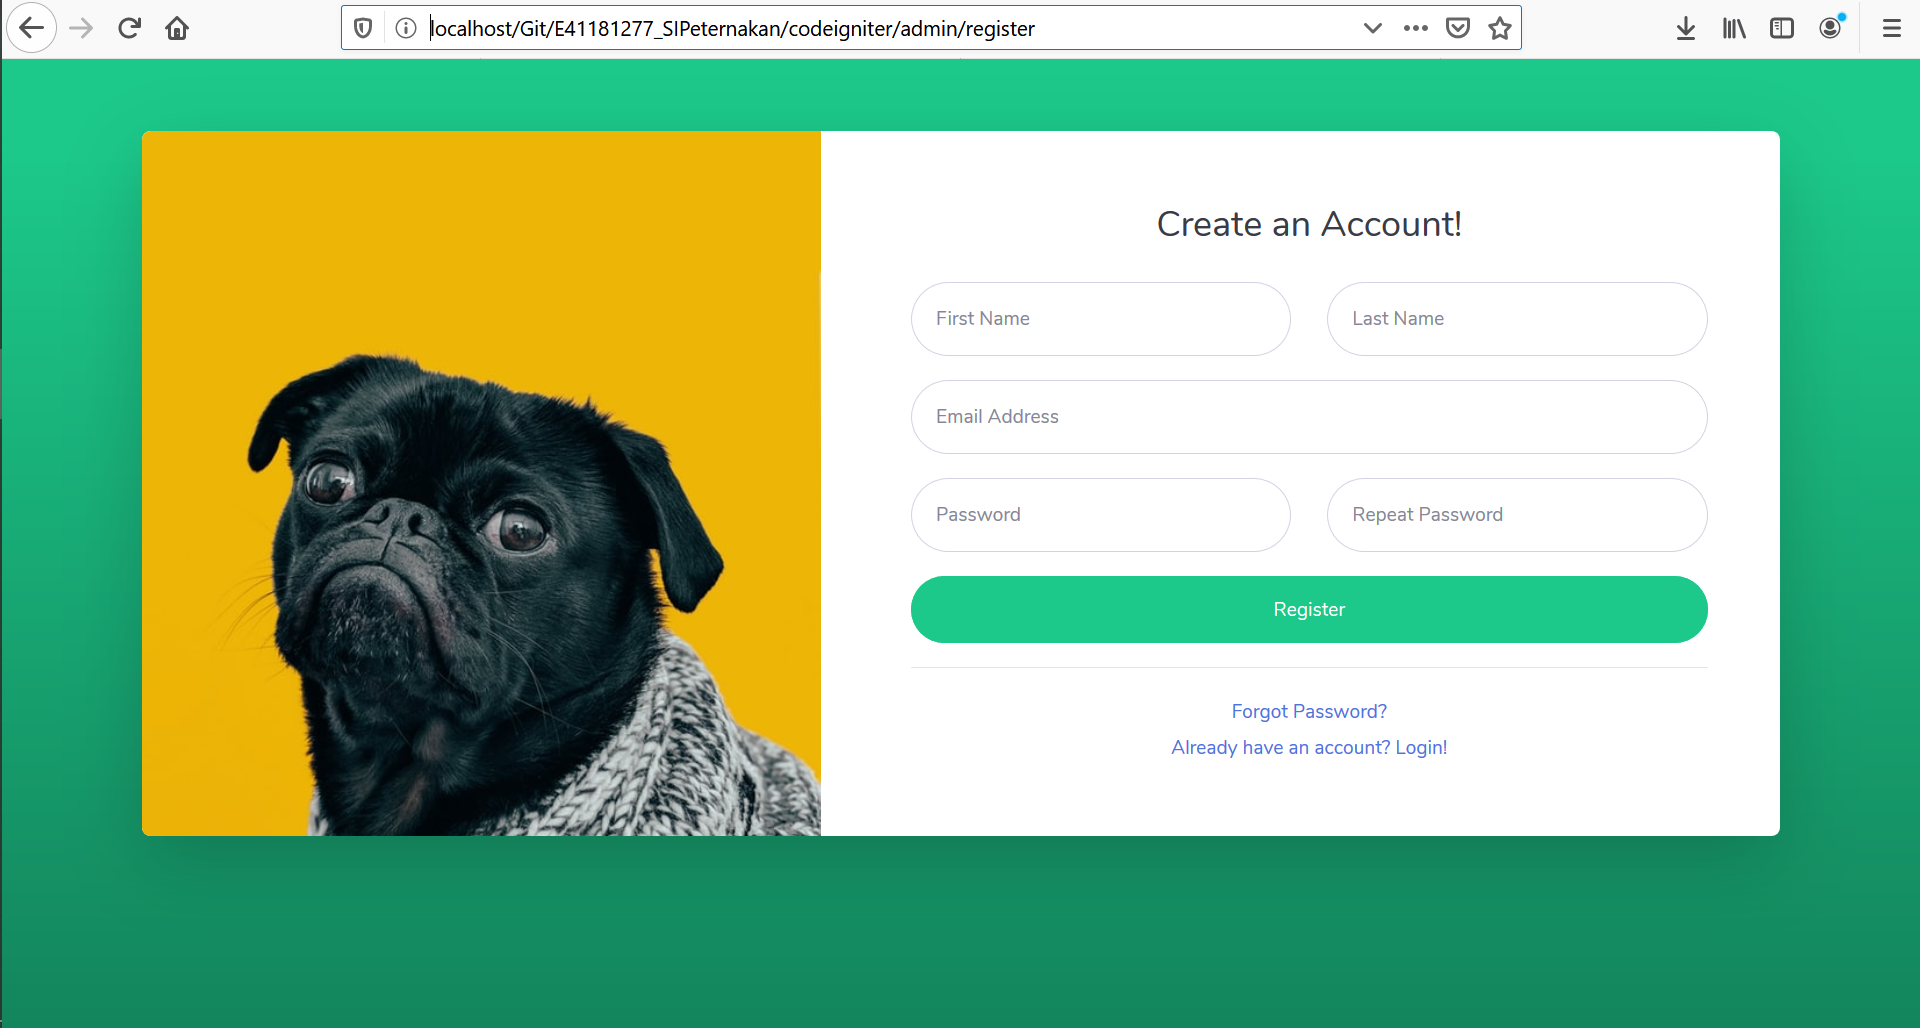 localhost/Git/E41181277_SIPeternakan/codeigniter/admin/register
Create an Account!
First Name
Last Name
Email Address
Password
Repeat Password
Register
Forgot Password?
Already have an account? Login!